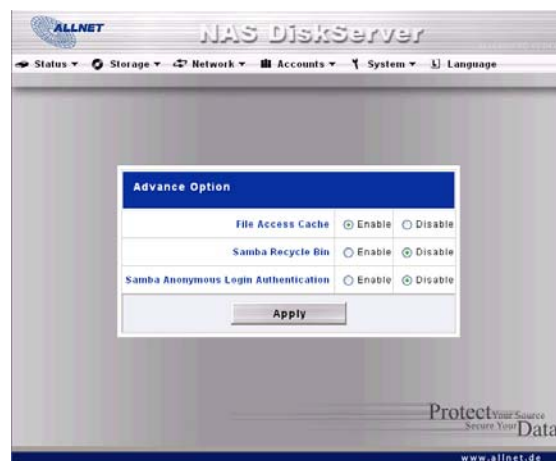 ALLNET
NAS DiskServer
Status Storage Network Accounts System Language
Advance Option
File Access Cache Enable Disable
Samba Recycle Bin Enable Disable
Samba Anonymous Login Authentication Enable Disable
Apply
Protect Your Source
Secure Your Data
www.allnet.de